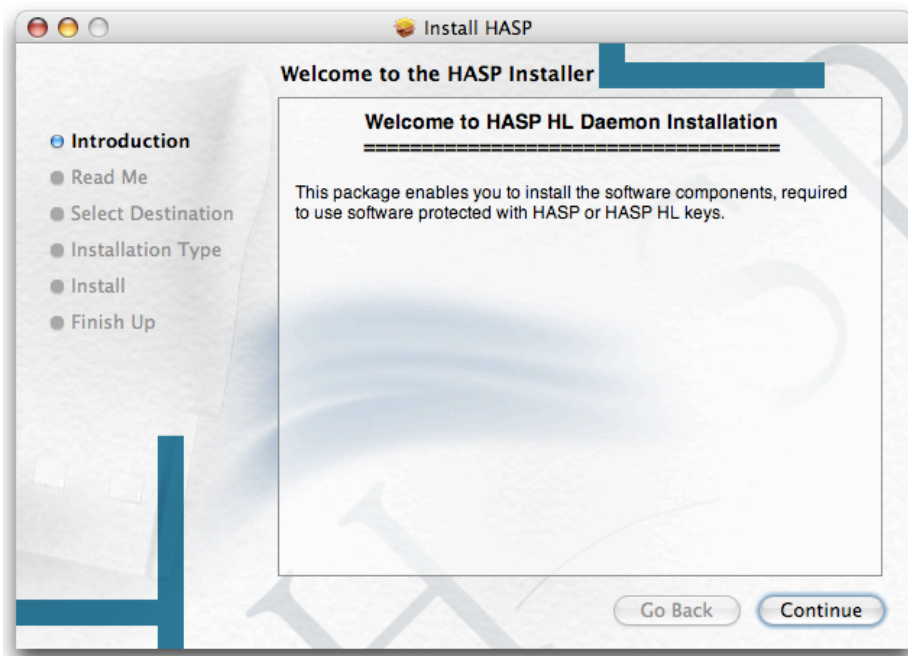 Install HASP
Welcome to the HASP Installer
Introduction
Read Me
Select Destination
Installation Type
Install
Finish Up
Welcome to HASP HL Daemon Installation
====================================
This package enables you to install the software components, required
to use software protected with HASP or HASP HL keys.
Go Back
Continue